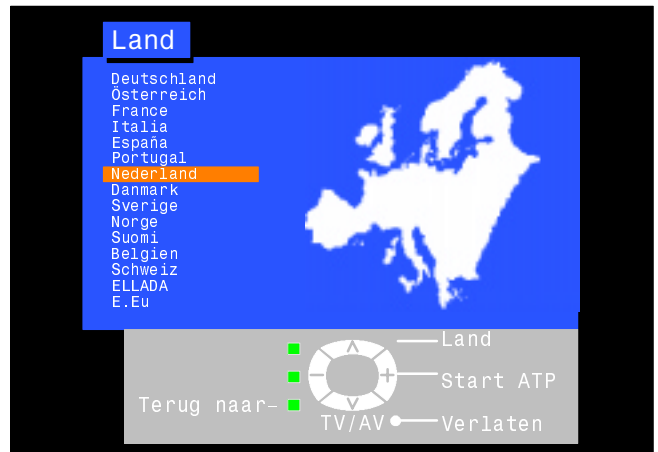 Land
Deutschland
Österreich
France
Italia
España
Portugal
Nederland
Danmark
Sverige
Norge
Suomi
Belgien
Schweiz
ELLADA
E.Eu
Land
Start ATP
Terug naar
TV/AV
Verlaten